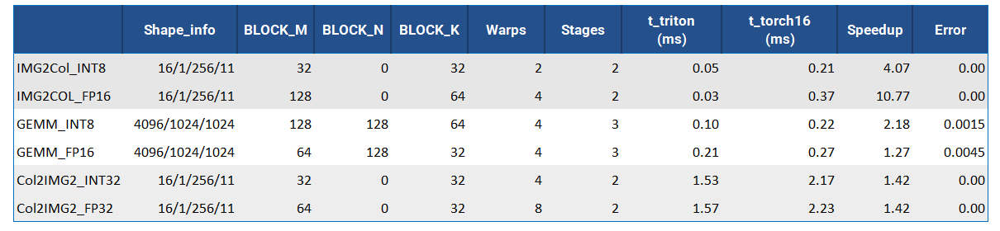 Shape_info BLOCK_M BLOCK_N BLOCK_K Warps Stages t_triton (ms) t_torch16 (ms) Speedup Error
IMG2Col_INT8 16/1/256/11 32 0 32 2 2 0.05 0.21 4.07 0.00
IMG2COL_FP16 16/1/256/11 128 0 64 4 2 0.03 0.37 10.77 0.00
GEMM_INT8 4096/1024/1024 128 128 64 4 3 0.10 0.22 2.18 0.0015
GEMM_FP16 4096/1024/1024 64 128 32 4 3 0.21 0.27 1.27 0.0045
Col2IMG2_INT32 16/1/256/11 32 0 32 4 2 1.53 2.17 1.42 0.00
Col2IMG2_FP32 16/1/256/11 64 0 32 8 2 1.57 2.23 1.42 0.00